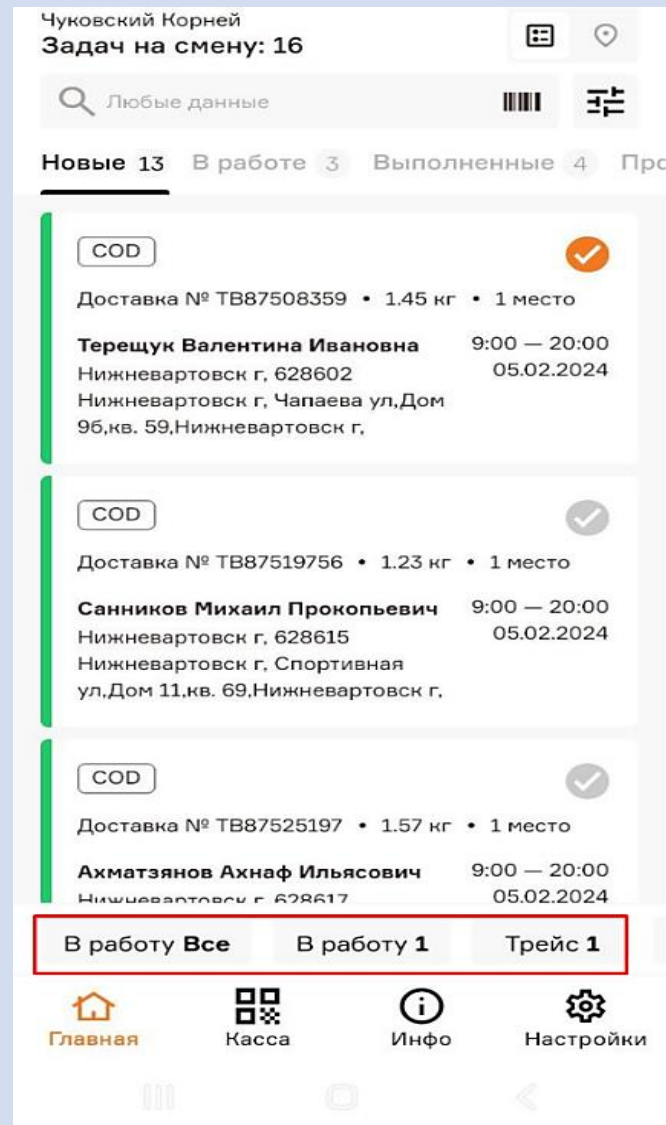 Чуковский Корней
Задач на смену: 16
Любые данные
Новые 13 В работе 3 Выполненные 4 Про
COD
Доставка № ТВ87508359 • 1.45 кг • 1 место
Терещук Валентина Ивановна 9:00 — 20:00
Нижневартовск г, 628602 05.02.2024
Нижневартовск г, Чапаева ул,Дом
9б,кв. 59,Нижневартовск г,
COD
Доставка № ТВ87519756 • 1.23 кг • 1 место
Санников Михаил Прокопьевич 9:00 — 20:00
Нижневартовск г, 628615 05.02.2024
Нижневартовск г, Спортивная
ул,Дом 11,кв. 69,Нижневартовск г,
COD
Доставка № ТВ87525197 • 1.57 кг • 1 место
Ахматзянов Ахнаф Ильясович 9:00 — 20:00
Нижневартовск г, 628617 05.02.2024
В работу Все В работу 1 Трейс 1
Главная Касса Инфо Настройки